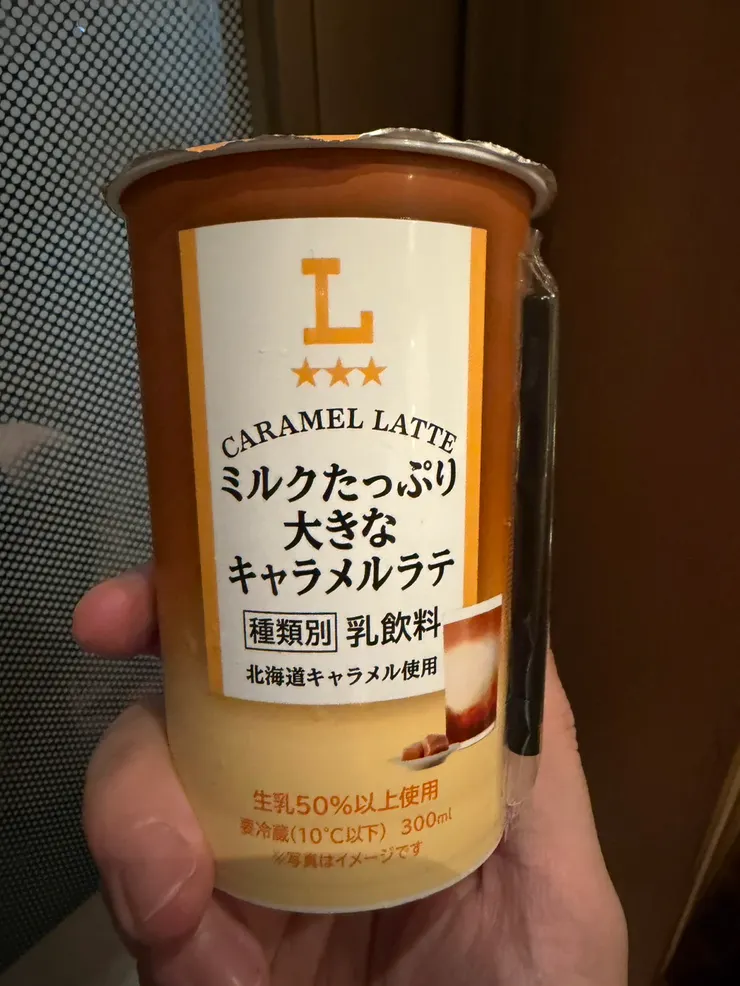 L
★★★
CARAMEL LATTE
ミルクたっぷり
大きな
キャラメルラテ
種類別 乳飲料
北海道キャラメル使用
生乳50%以上使用
要冷蔵(10℃以下) 300ml
※写真はイメージです